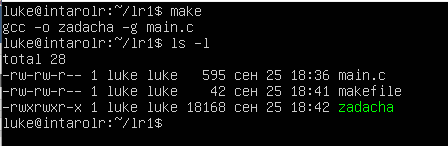 luke@intarolr:~/lr1$ make
gcc -o zadacha -g main.c
luke@intarolr:~/lr1$ ls -l
total 28
-rw-rw-r-- 1 luke luke   595 сен 25 18:36 main.c
-rw-rw-r-- 1 luke luke    42 сен 25 18:41 makefile
-rwxrwxr-x 1 luke luke 18168 сен 25 18:42 zadacha
luke@intarolr:~/lr1$